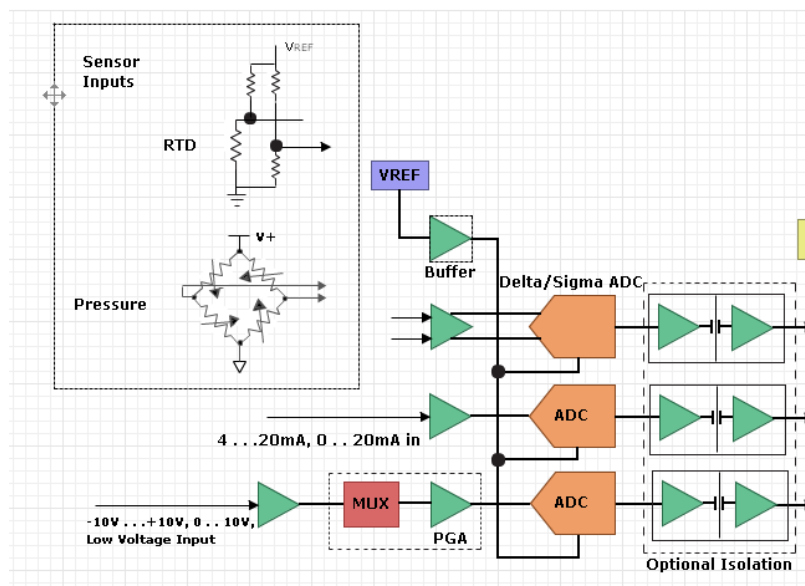 Sensor
Inputs
VREF
RTD
V+
Pressure
VREF
Buffer
Delta/Sigma ADC
4 ...20mA, 0 . . 20mA in
ADC
-10V ...+10V, 0 . . 10V,
Low Voltage Input
MUX
PGA
ADC
Optional Isolation